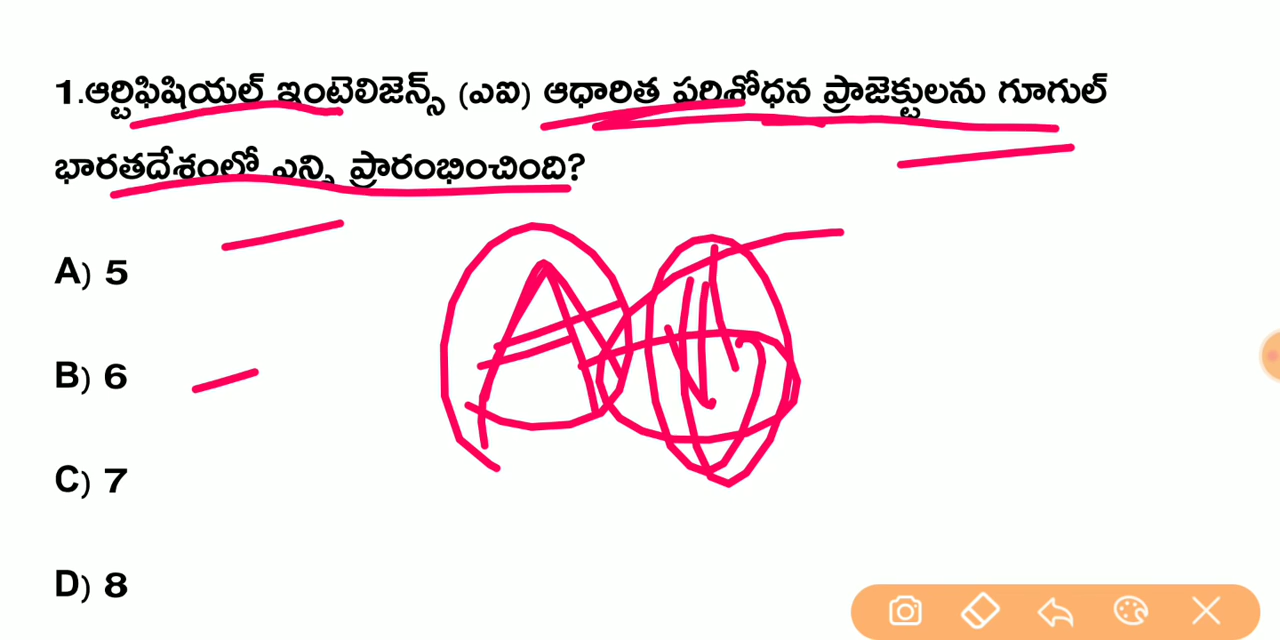 1.ఆర్టిఫిషియల్ ఇంటెలిజెన్స్ (ఎఐ) ఆధారిత పరిశోధన ప్రాజెక్టులను గూగుల్
భారతదేశంలో ఎన్ని ప్రారంభించింది?
A) 5
B) 6
C) 7
D) 8